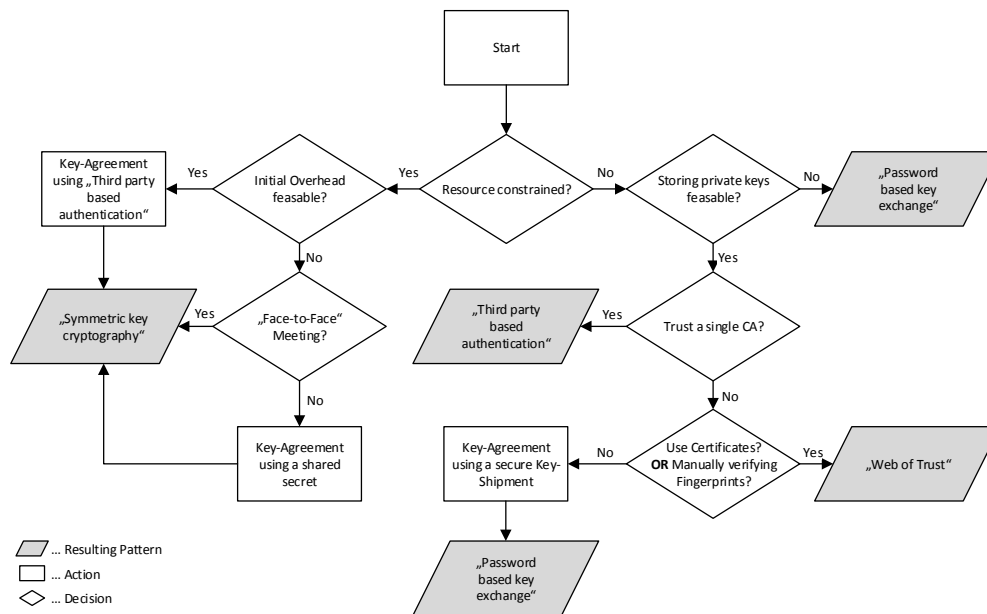 Start
Key-Agreement
using „Third party
based
authentication“
Yes
Initial Overhead
feasable?
Yes
Resource constrained?
No
Storing private keys
feasable?
No
„Password
based key
exchange“
No
Yes
„Symmetric key
cryptography“
Yes
„Face-to-Face“
Meeting?
„Third party
based
authentication“
Yes
Trust a single CA?
No
No
Key-Agreement
using a shared
secret
Key-Agreement
using a secure Key-
Shipment
No
Use Certificates?
OR Manually verifying
Fingerprints?
Yes
„Web of Trust“
„Password
based key
exchange“
... Resulting Pattern
... Action
... Decision